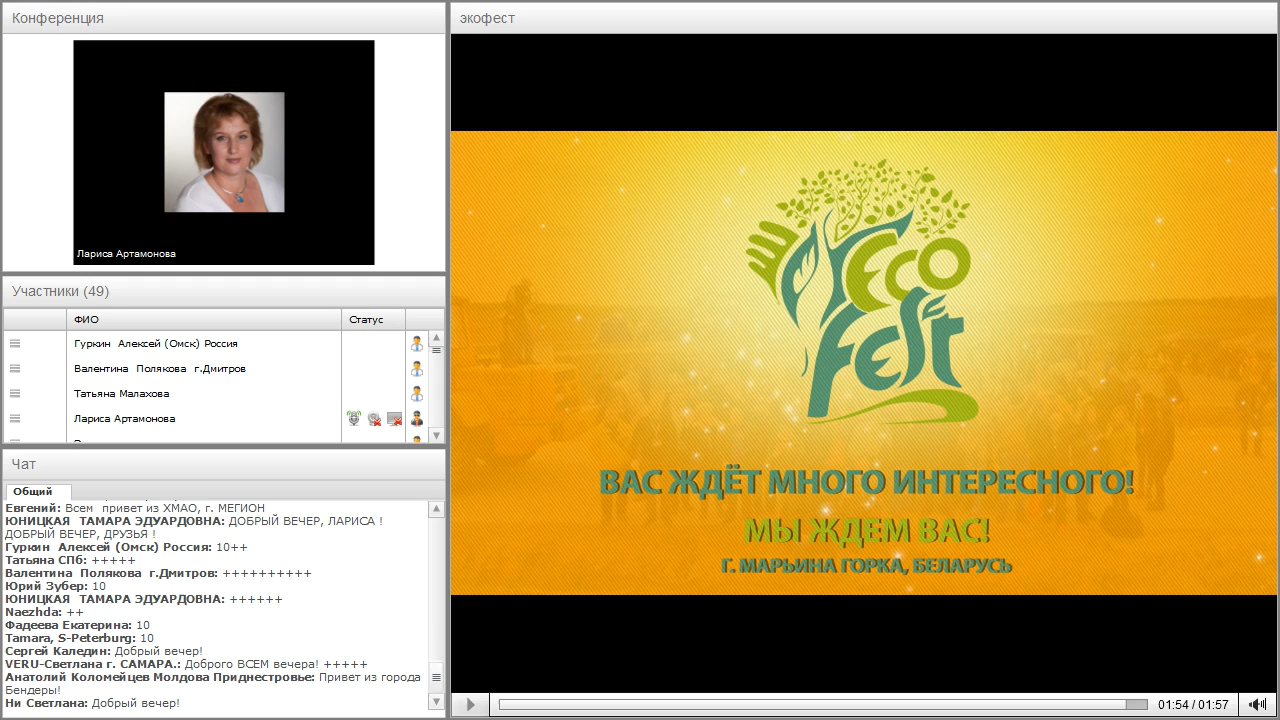 Конференция
Лариса Артамонова
Участники (49)
ФИО Статус
Гуркин Алексей (Омск) Россия
Валентина Полякова г.Дмитров
Татьяна Малахова
Лариса Артамонова
Чат
Общий
Евгений: Всем привет из ХМАО, г. МЕГИОН
ЮНИЦКАЯ ТАМАРА ЭДУАРДОВНА: ДОБРЫЙ ВЕЧЕР, ЛАРИСА !
ДОБРЫЙ ВЕЧЕР, ДРУЗЬЯ !
Гуркин Алексей (Омск) Россия: 10++
Татьяна СПб: +++++
Валентина Полякова г.Дмитров: ++++++++++
Юрий Зубер: 10
ЮНИЦКАЯ ТАМАРА ЭДУАРДОВНА: ++++++
Naezhda: ++
Фадеева Екатерина: 10
Tamara, S-Peterburg: 10
Сергей Каледин: Добрый вечер!
VERU-Светлана г. САМАРА.: Доброго ВСЕМ вечера! +++++
Анатолий Коломейцев Молдова Приднестровье: Привет из города
Бендеры!
Ни Светлана: Добрый вечер!
экофест
ECO
FEST
ВАС ЖДЁТ МНОГО ИНТЕРЕСНОГО!
МЫ ЖДЕМ ВАС!
Г. МАРЬИНА ГОРКА, БЕЛАРУСЬ
01:54 / 01:57